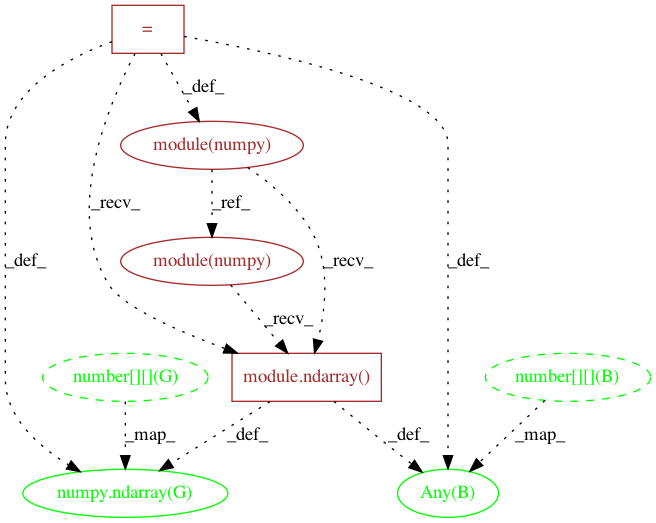 =
_def_
module(numpy)
_recv_
_ref_
_def_
module(numpy)
_recv_
_def_
_recv_
number[][](G)
module.ndarray()
number[][](B)
_map_
_def_
_def_
_map_
numpy.ndarray(G)
Any(B)